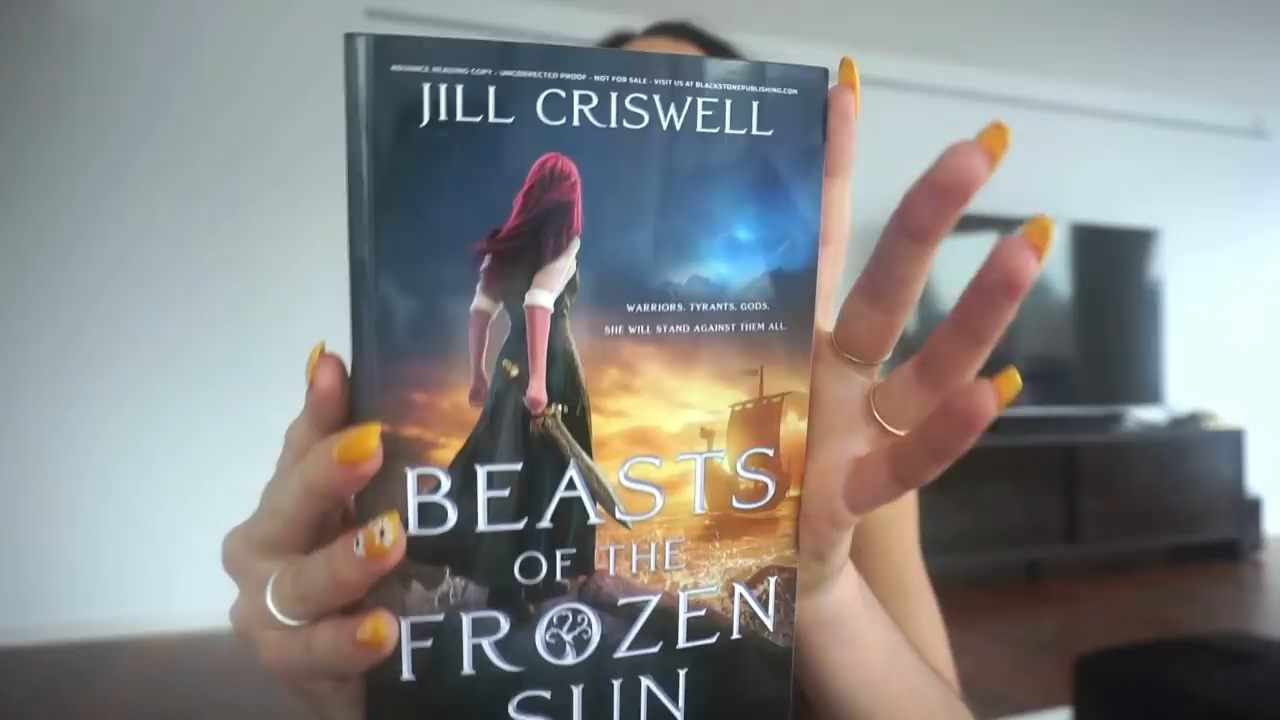 ADVANCE READING COPY - UNCORRECTED PROOF - NOT FOR SALE - VISIT US AT BLACKSTONEPUBLISHING.COM
JILL CRISWELL
WARRIORS. TYRANTS. GODS.
SHE WILL STAND AGAINST THEM ALL.
BEASTS
OF THE
FROZEN
SUN